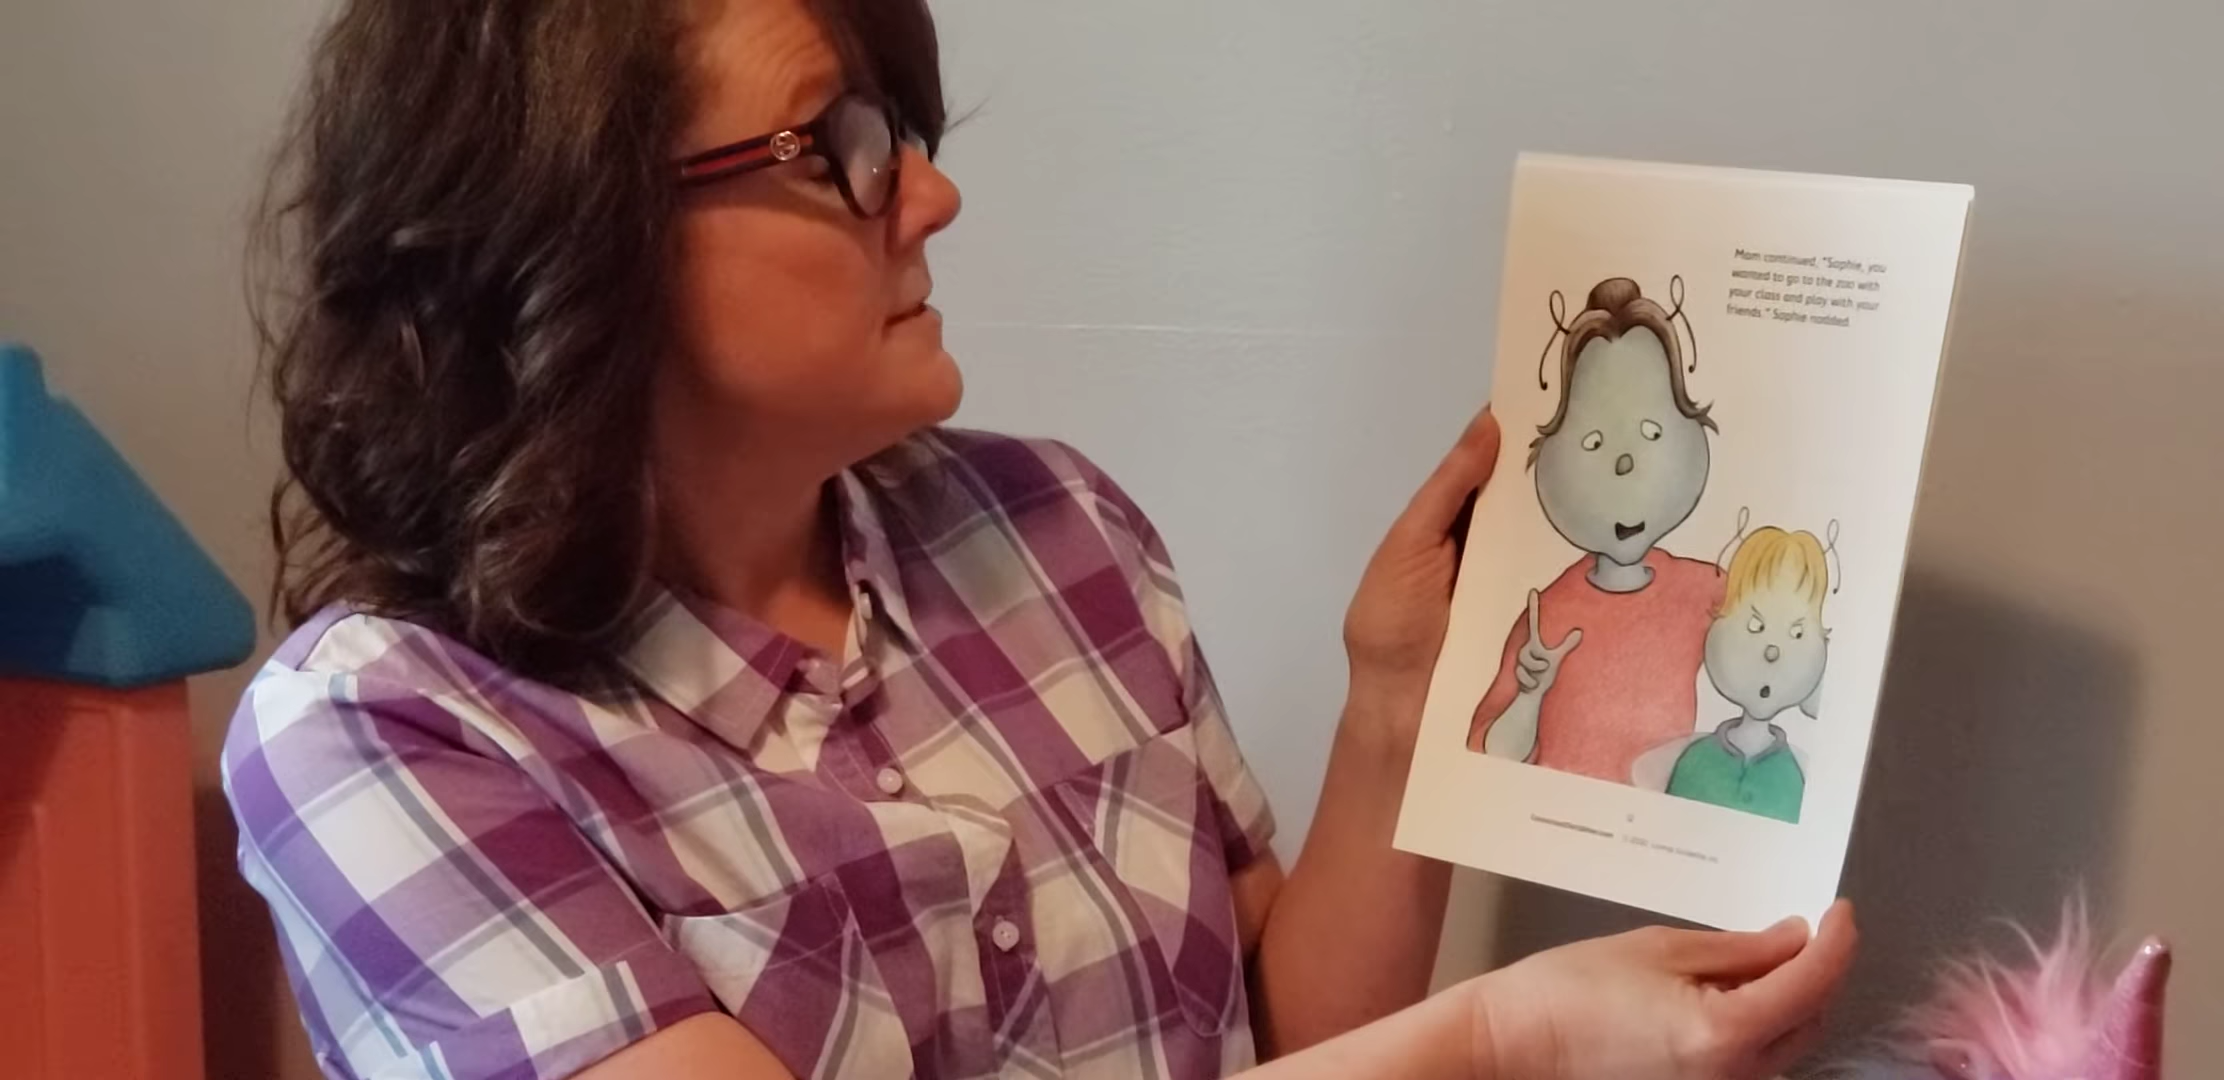 Mom continued, "Sophie, you
wanted to go to the zoo with
your class and play with your
friends." Sophie nodded.